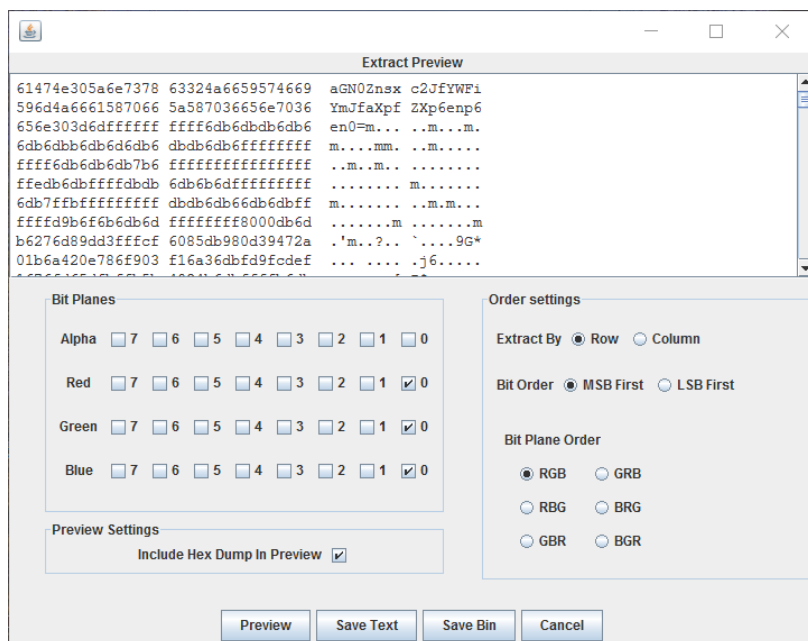 Extract Preview
61474e305a6e7378 63324a6659574669 aGN0Znsx c2JfYWFi
596d4a6661587066 5a587036656e7036 YmJfaXpf ZXp6enp6
656e303d6dffffff ffff6db6dbdb6db6 en0=m... ..m...m.
6db6dbb6db6d6db6 dbdb6db6ffffffff m....mm. ..m.....
ffff6db6db6db7b6 ffffffffffffffff ..m..m.. ........
ffedb6dbffffdbdb 6db6b6dfffffffff ........ m.......
6db7ffbfffffffff dbdb6db66db6dbff m....... ..m.m...
ffffd9b6f6b6db6d ffffffff8000db6d .......m .......m
b6276d89dd3fffcf 6085db980d39472a .'m..?.. `....9G*
01b6a420e786f903 f16a36dbfd9fcdef ... .... .j6.....
Bit Planes
Alpha 7 6 5 4 3 2 1 0
Red 7 6 5 4 3 2 1 0
Green 7 6 5 4 3 2 1 0
Blue 7 6 5 4 3 2 1 0
Preview Settings
Include Hex Dump In Preview
Order settings
Extract By Row Column
Bit Order MSB First LSB First
Bit Plane Order
RGB GRB
RBG BRG
GBR BGR
Preview Save Text Save Bin Cancel